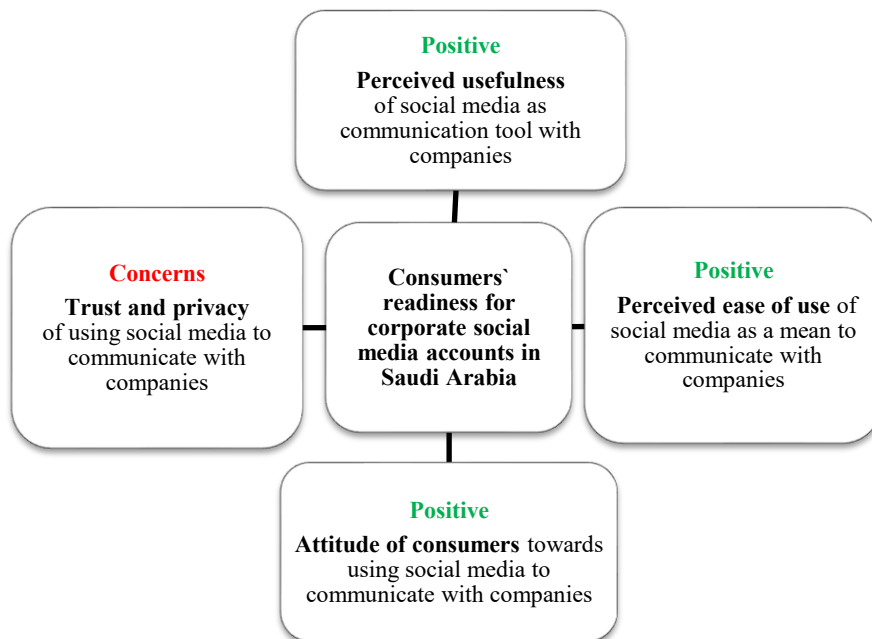 Positive
Perceived usefulness
of social media as
communication tool with
companies
Concerns
Trust and privacy
of using social media to
communicate with
companies
Consumers`
readiness for
corporate social
media accounts in
Saudi Arabia
Positive
Perceived ease of use of
social media as a mean to
communicate with
companies
Positive
Attitude of consumers towards
using social media to
communicate with companies